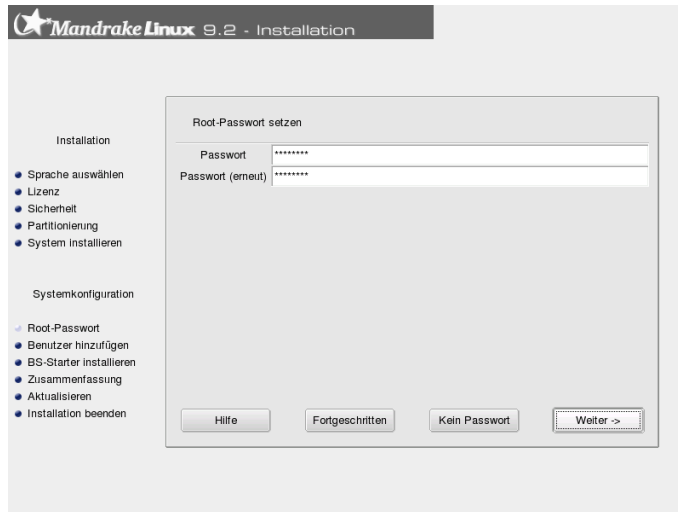 Mandrake Linux 9.2 - Installation
Installation
Sprache auswählen
Lizenz
Sicherheit
Partitionierung
System installieren
Systemkonfiguration
Root-Passwort
Benutzer hinzufügen
BS-Starter installieren
Zusammenfassung
Aktualisieren
Installation beenden
Root-Passwort setzen
Passwort ********
Passwort (erneut) ********
Hilfe Fortgeschritten Kein Passwort Weiter ->